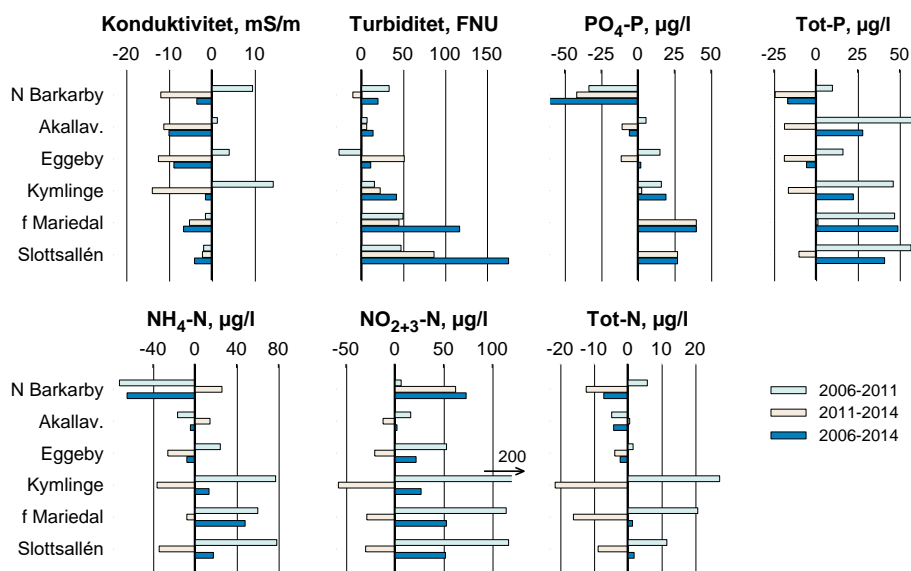 Konduktivitet, mS/m
Turbiditet, FNU
PO4-P, µg/l
Tot-P, µg/l
-20 -10 0 10
0 50 100 150
-50 0 50
-25 0 25 50
N Barkarby
Akallav.
Eggeby
Kymlinge
f Mariedal
Slottsallén
NH4-N, µg/l
NO2+3-N, µg/l
Tot-N, µg/l
-40 0 40 80
-50 0 50 100
-20 -10 0 10 20
N Barkarby
Akallav.
Eggeby
Kymlinge
f Mariedal
Slottsallén
200
2006-2011
2011-2014
2006-2014